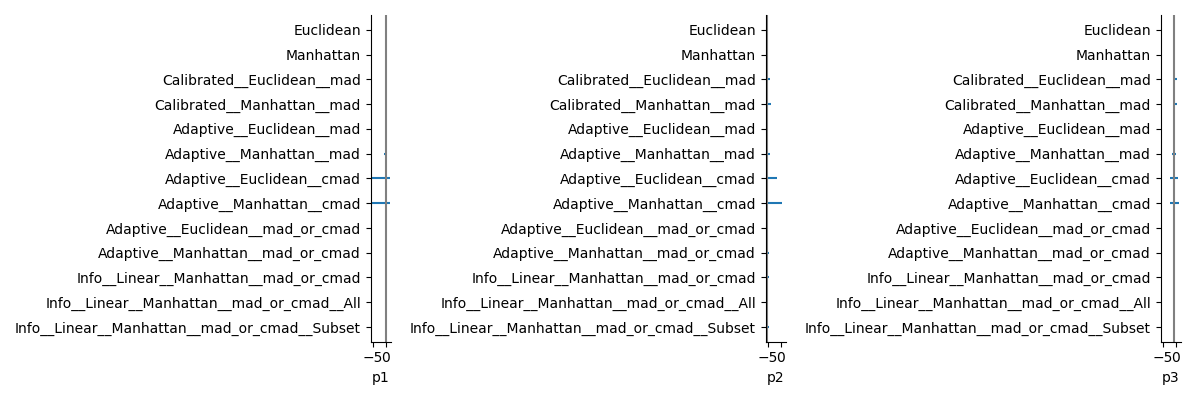 Euclidean
Manhattan
Calibrated__Euclidean__mad
Calibrated__Manhattan__mad
Adaptive__Euclidean__mad
Adaptive__Manhattan__mad
Adaptive__Euclidean__cmad
Adaptive__Manhattan__cmad
Adaptive__Euclidean__mad_or_cmad
Adaptive__Manhattan__mad_or_cmad
Info__Linear__Manhattan__mad_or_cmad
Info__Linear__Manhattan__mad_or_cmad__All
Info__Linear__Manhattan__mad_or_cmad__Subset
−50
p1
Euclidean
Manhattan
Calibrated__Euclidean__mad
Calibrated__Manhattan__mad
Adaptive__Euclidean__mad
Adaptive__Manhattan__mad
Adaptive__Euclidean__cmad
Adaptive__Manhattan__cmad
Adaptive__Euclidean__mad_or_cmad
Adaptive__Manhattan__mad_or_cmad
Info__Linear__Manhattan__mad_or_cmad
Info__Linear__Manhattan__mad_or_cmad__All
Info__Linear__Manhattan__mad_or_cmad__Subset
−50
p2
Euclidean
Manhattan
Calibrated__Euclidean__mad
Calibrated__Manhattan__mad
Adaptive__Euclidean__mad
Adaptive__Manhattan__mad
Adaptive__Euclidean__cmad
Adaptive__Manhattan__cmad
Adaptive__Euclidean__mad_or_cmad
Adaptive__Manhattan__mad_or_cmad
Info__Linear__Manhattan__mad_or_cmad
Info__Linear__Manhattan__mad_or_cmad__All
Info__Linear__Manhattan__mad_or_cmad__Subset
−50
p3